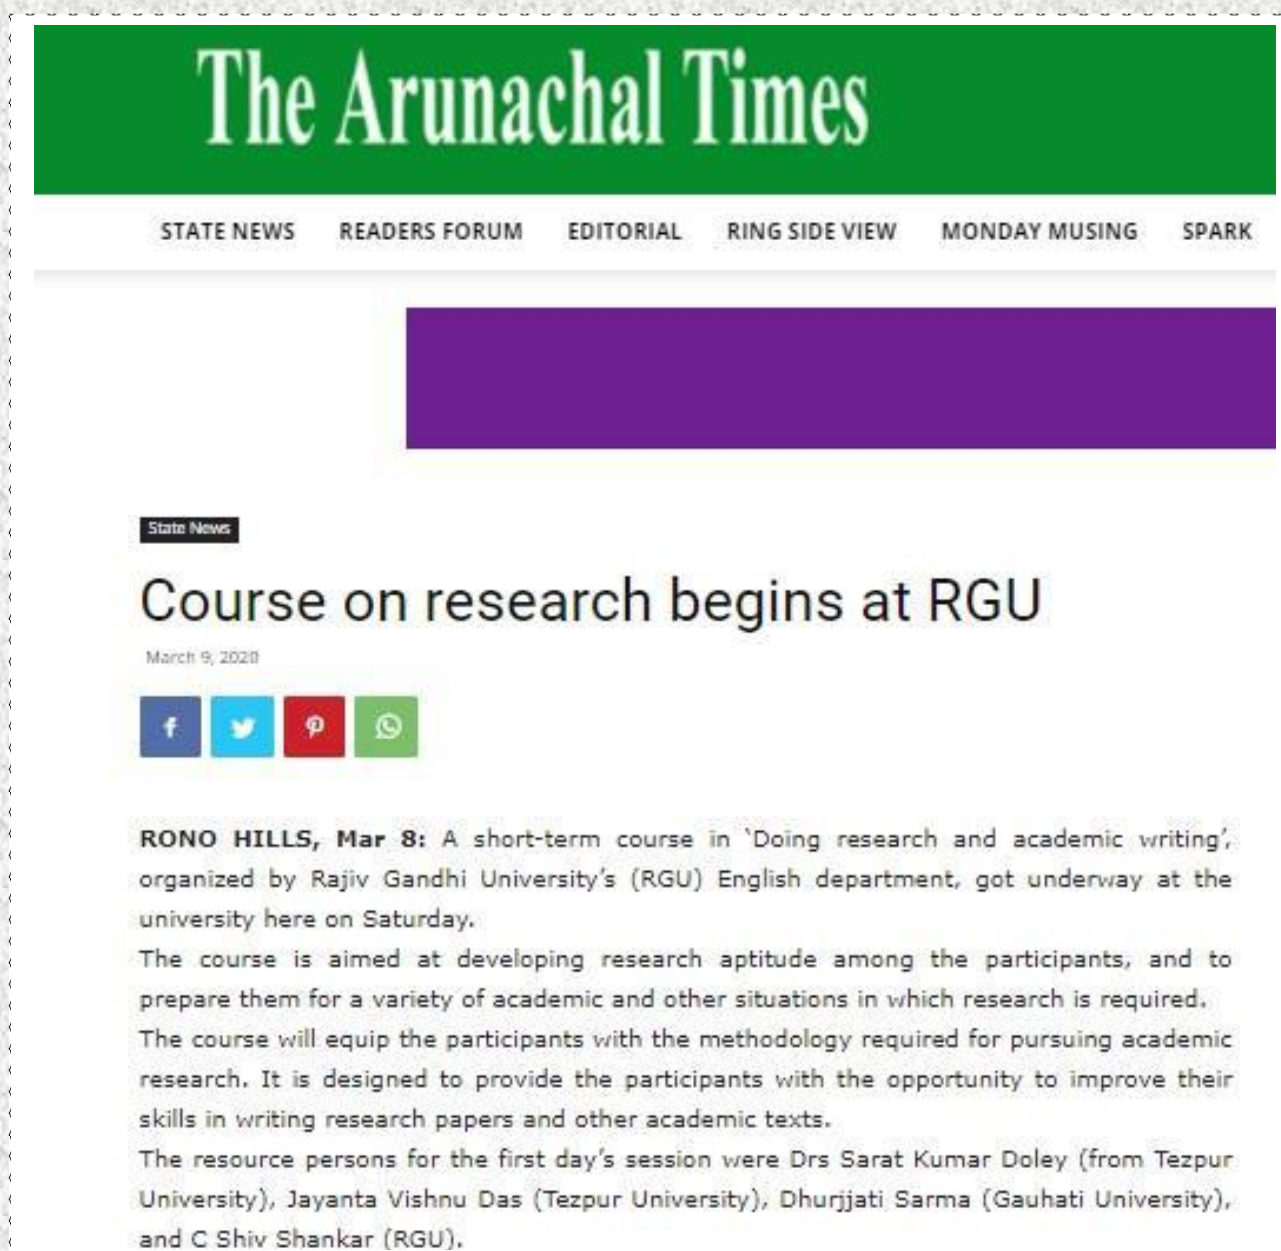 The Arunachal Times
STATE NEWS READERS FORUM EDITORIAL RING SIDE VIEW MONDAY MUSING SPARK
State News
Course on research begins at RGU
March 9, 2020
RONO HILLS, Mar 8: A short-term course in ‘Doing research and academic writing’,
organized by Rajiv Gandhi University’s (RGU) English department, got underway at the
university here on Saturday.
The course is aimed at developing research aptitude among the participants, and to
prepare them for a variety of academic and other situations in which research is required.
The course will equip the participants with the methodology required for pursuing academic
research. It is designed to provide the participants with the opportunity to improve their
skills in writing research papers and other academic texts.
The resource persons for the first day’s session were Drs Sarat Kumar Doley (from Tezpur
University), Jayanta Vishnu Das (Tezpur University), Dhurjjati Sarma (Gauhati University),
and C Shiv Shankar (RGU).